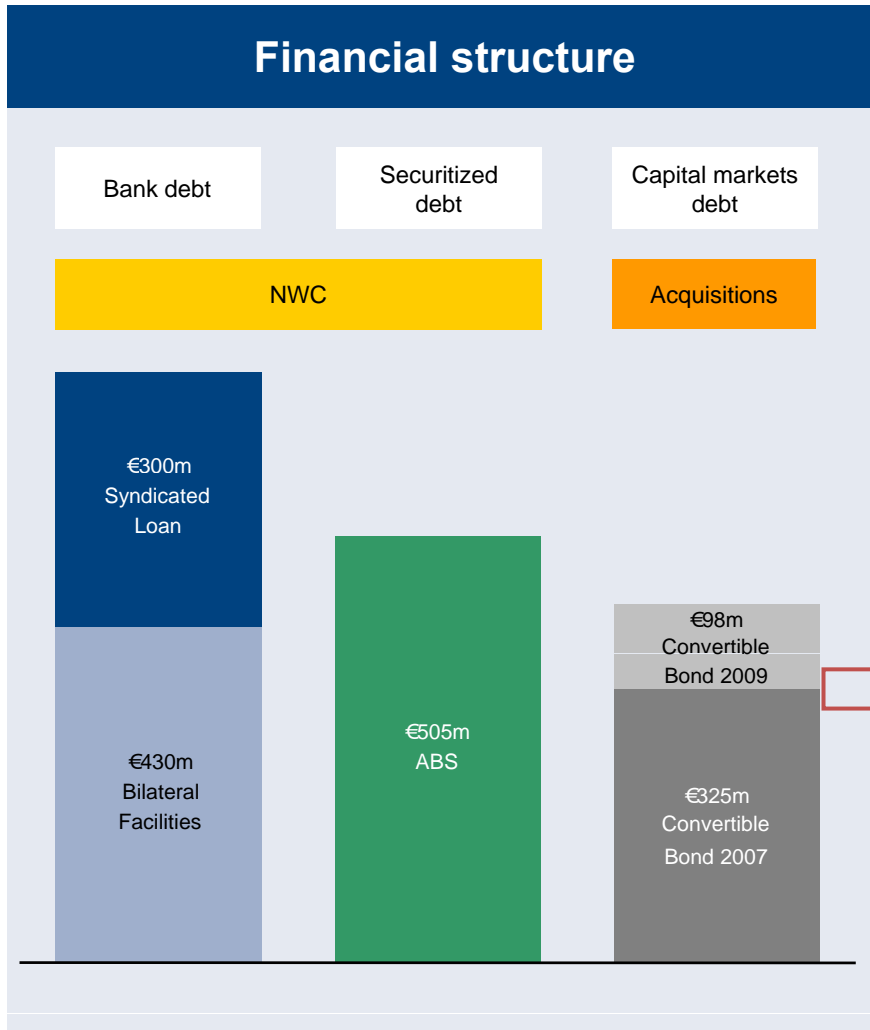 Financial structure
Bank debt
Securitized
debt
Capital markets
debt
NWC
Acquisitions
€300m
Syndicated
Loan
€430m
Bilateral
Facilities
€505m
ABS
€98m
Convertible
Bond 2009
€325m
Convertible
Bond 2007